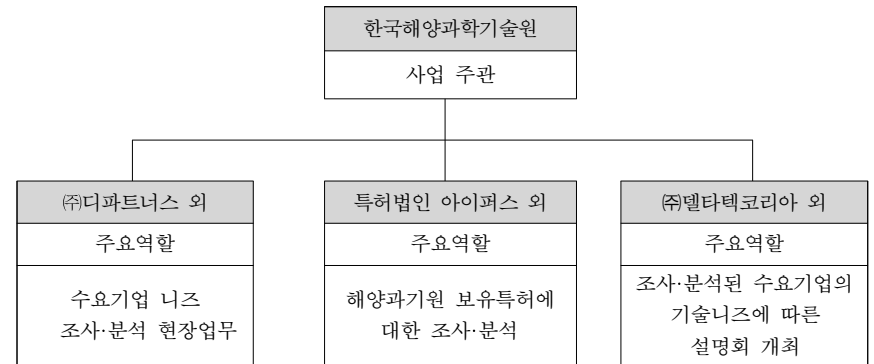 한국해양과학기술원
사업 주관
㈜디파트너스 외
주요역할
수요기업 니즈
조사·분석 현장업무
특허법인 아이퍼스 외
주요역할
해양과기원 보유특허에
대한 조사·분석
㈜델타텍코리아 외
주요역할
조사·분석된 수요기업의
기술니즈에 따른
설명회 개최